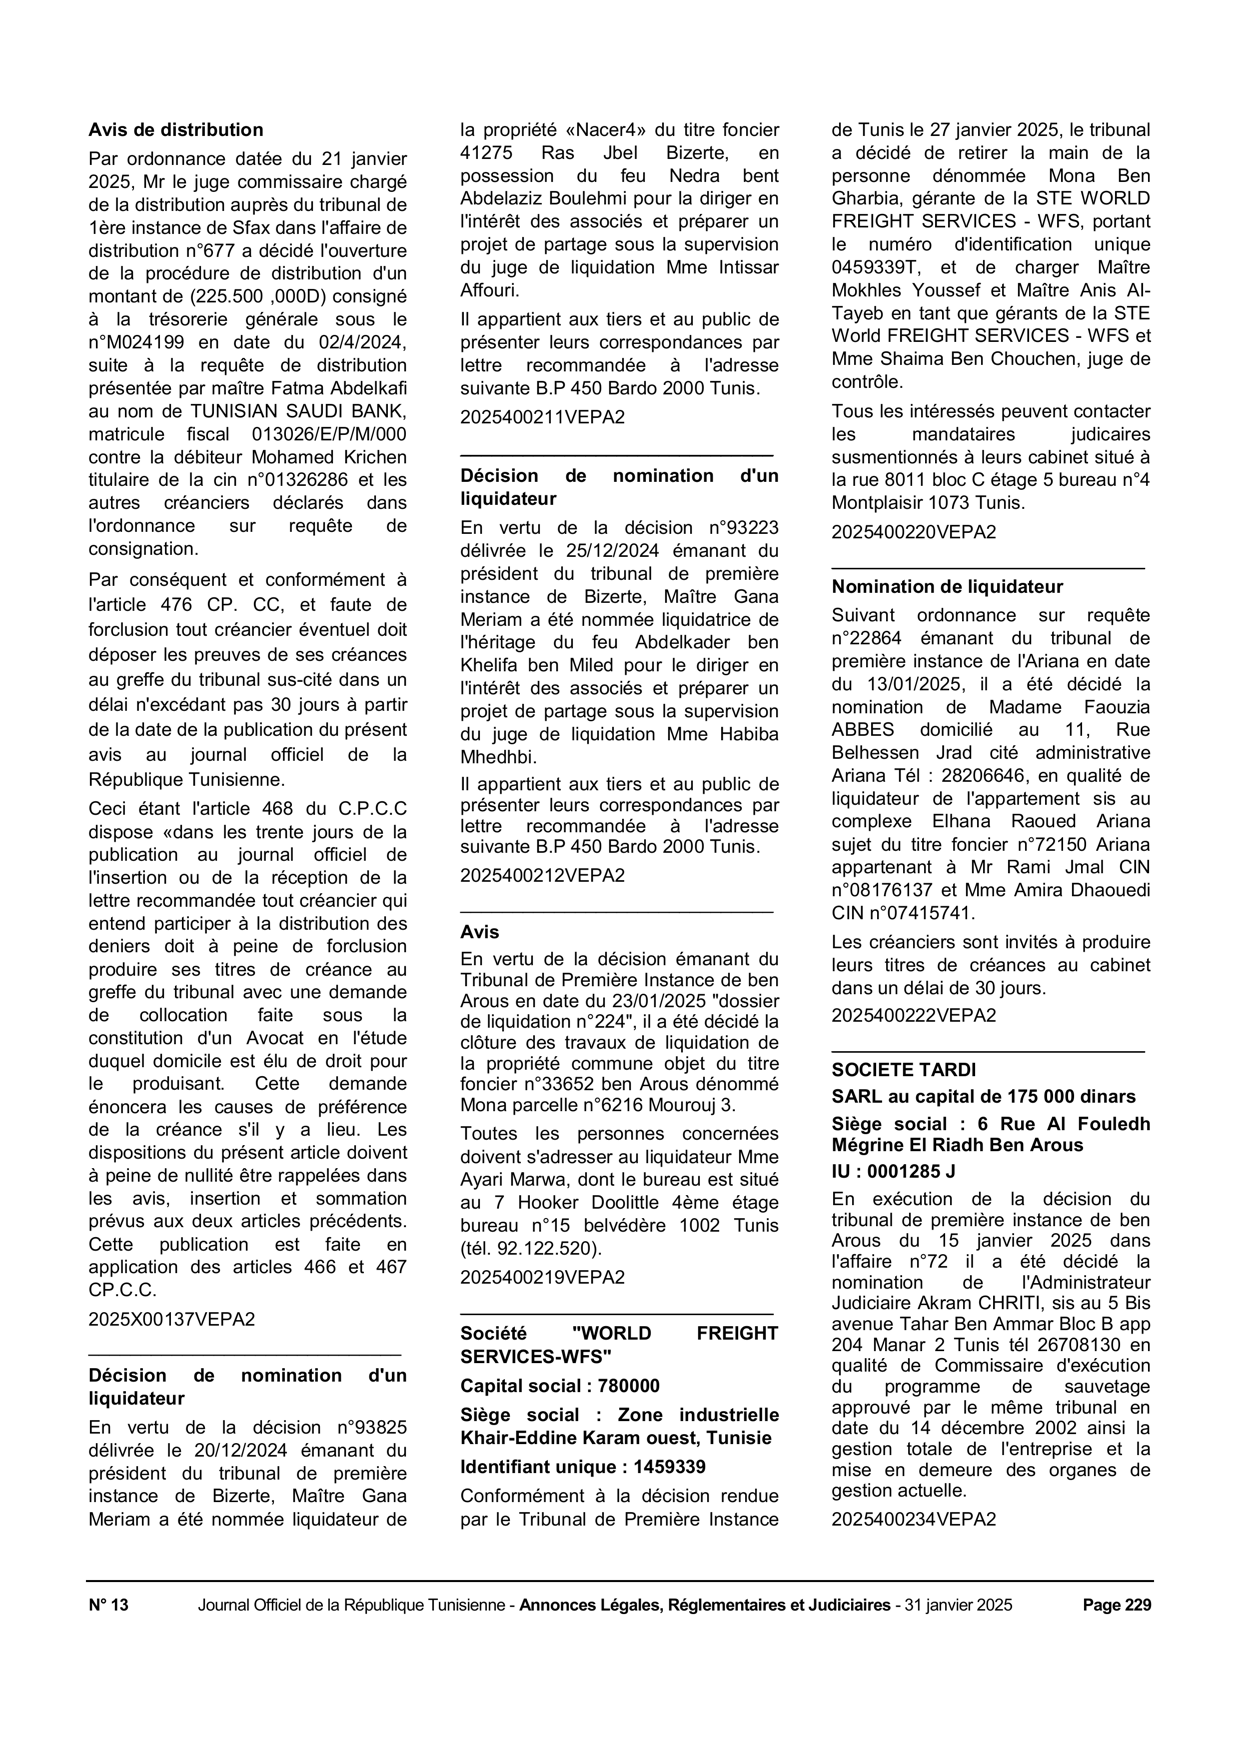 Avis de distribution
Par ordonnance datée du 21 janvier
2025, Mr le juge commissaire chargé
de la distribution auprès du tribunal de
1ère instance de Sfax dans l'affaire de
distribution n°677 a décidé l'ouverture
de la procédure de distribution d'un
montant de (225.500 ,000D) consigné
à la trésorerie générale sous le
n°M024199 en date du 02/4/2024,
suite à la requête de distribution
présentée par maître Fatma Abdelkafi
au nom de TUNISIAN SAUDI BANK,
matricule fiscal 013026/E/P/M/000
contre la débiteur Mohamed Krichen
titulaire de la cin n°01326286 et les
autres créanciers déclarés dans
l'ordonnance sur requête de
consignation.
Par conséquent et conformément à
l'article 476 CP. CC, et faute de
forclusion tout créancier éventuel doit
déposer les preuves de ses créances
au greffe du tribunal sus-cité dans un
délai n'excédant pas 30 jours à partir
de la date de la publication du présent
avis au journal officiel de la
République Tunisienne.
Ceci étant l'article 468 du C.P.C.C
dispose «dans les trente jours de la
publication au journal officiel de
l'insertion ou de la réception de la
lettre recommandée tout créancier qui
entend participer à la distribution des
deniers doit à peine de forclusion
produire ses titres de créance au
greffe du tribunal avec une demande
de collocation faite sous la
constitution d'un Avocat en l'étude
duquel domicile est élu de droit pour
le produisant. Cette demande
énoncera les causes de préférence
de la créance s'il y a lieu. Les
dispositions du présent article doivent
à peine de nullité être rappelées dans
les avis, insertion et sommation
prévus aux deux articles précédents.
Cette publication est faite en
application des articles 466 et 467
CP.C.C.
2025X00137VEPA2
Décision de nomination d'un
liquidateur
En vertu de la décision n°93825
délivrée le 20/12/2024 émanant du
président du tribunal de première
instance de Bizerte, Maître Gana
Meriam a été nommée liquidateur de
la propriété «Nacer4» du titre foncier
41275 Ras Jbel Bizerte, en
possession du feu Nedra bent
Abdelaziz Boulehmi pour la diriger en
l'intérêt des associés et préparer un
projet de partage sous la supervision
du juge de liquidation Mme Intissar
Affouri.
Il appartient aux tiers et au public de
présenter leurs correspondances par
lettre recommandée à l'adresse
suivante B.P 450 Bardo 2000 Tunis.
2025400211VEPA2
Décision de nomination d'un
liquidateur
En vertu de la décision n°93223
délivrée le 25/12/2024 émanant du
président du tribunal de première
instance de Bizerte, Maître Gana
Meriam a été nommée liquidatrice de
l'héritage du feu Abdelkader ben
Khelifa ben Miled pour le diriger en
l'intérêt des associés et préparer un
projet de partage sous la supervision
du juge de liquidation Mme Habiba
Mhedhbi.
Il appartient aux tiers et au public de
présenter leurs correspondances par
lettre recommandée à l'adresse
suivante B.P 450 Bardo 2000 Tunis.
2025400212VEPA2
Avis
En vertu de la décision émanant du
Tribunal de Première Instance de ben
Arous en date du 23/01/2025 "dossier
de liquidation n°224", il a été décidé la
clôture des travaux de liquidation de
la propriété commune objet du titre
foncier n°33652 ben Arous dénommé
Mona parcelle n°6216 Mourouj 3.
Toutes les personnes concernées
doivent s'adresser au liquidateur Mme
Ayari Marwa, dont le bureau est situé
au 7 Hooker Doolittle 4ème étage
bureau n°15 belvédère 1002 Tunis
(tél. 92.122.520).
2025400219VEPA2
Société "WORLD FREIGHT
SERVICES-WFS"
Capital social : 780000
Siège social : Zone industrielle
Khair-Eddine Karam ouest, Tunisie
Identifiant unique : 1459339
Conformément à la décision rendue
par le Tribunal de Première Instance
de Tunis le 27 janvier 2025, le tribunal
a décidé de retirer la main de la
personne dénommée Mona Ben
Gharbia, gérante de la STE WORLD
FREIGHT SERVICES - WFS, portant
le numéro d'identification unique
0459339T, et de charger Maître
Mokhles Youssef et Maître Anis Al-
Tayeb en tant que gérants de la STE
World FREIGHT SERVICES - WFS et
Mme Shaima Ben Chouchen, juge de
contrôle.
Tous les intéressés peuvent contacter
les mandataires judicaires
susmentionnés à leurs cabinet situé à
la rue 8011 bloc C étage 5 bureau n°4
Montplaisir 1073 Tunis.
2025400220VEPA2
Nomination de liquidateur
Suivant ordonnance sur requête
n°22864 émanant du tribunal de
première instance de l'Ariana en date
du 13/01/2025, il a été décidé la
nomination de Madame Faouzia
ABBES domicilié au 11, Rue
Belhessen Jrad cité administrative
Ariana Tél : 28206646, en qualité de
liquidateur de l'appartement sis au
complexe Elhana Raoued Ariana
sujet du titre foncier n°72150 Ariana
appartenant à Mr Rami Jmal CIN
n°08176137 et Mme Amira Dhaouedi
CIN n°07415741.
Les créanciers sont invités à produire
leurs titres de créances au cabinet
dans un délai de 30 jours.
2025400222VEPA2
SOCIETE TARDI
SARL au capital de 175 000 dinars
Siège social : 6 Rue Al Fouledh
Mégrine El Riadh Ben Arous
IU : 0001285 J
En exécution de la décision du
tribunal de première instance de ben
Arous du 15 janvier 2025 dans
l'affaire n°72 il a été décidé la
nomination de l'Administrateur
Judiciaire Akram CHRITI, sis au 5 Bis
avenue Tahar Ben Ammar Bloc B app
204 Manar 2 Tunis tél 26708130 en
qualité de Commissaire d'exécution
du programme de sauvetage
approuvé par le même tribunal en
date du 14 décembre 2002 ainsi la
gestion totale de l'entreprise et la
mise en demeure des organes de
gestion actuelle.
2025400234VEPA2
N° 13 Journal Officiel de la République Tunisienne - Annonces Légales, Réglementaires et Judiciaires - 31 janvier 2025 Page 229